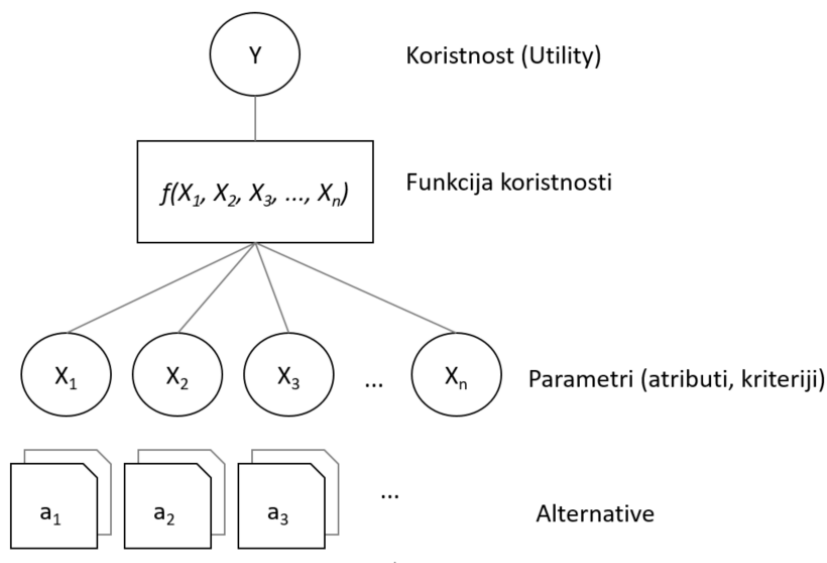 Y
Koristnost (Utility)
f(X₁, X₂, X₃, ..., Xₙ)
Funkcija koristnosti
X₁ X₂ X₃ ... Xₙ
Parametri (atributi, kriteriji)
a₁ a₂ a₃ ...
Alternative